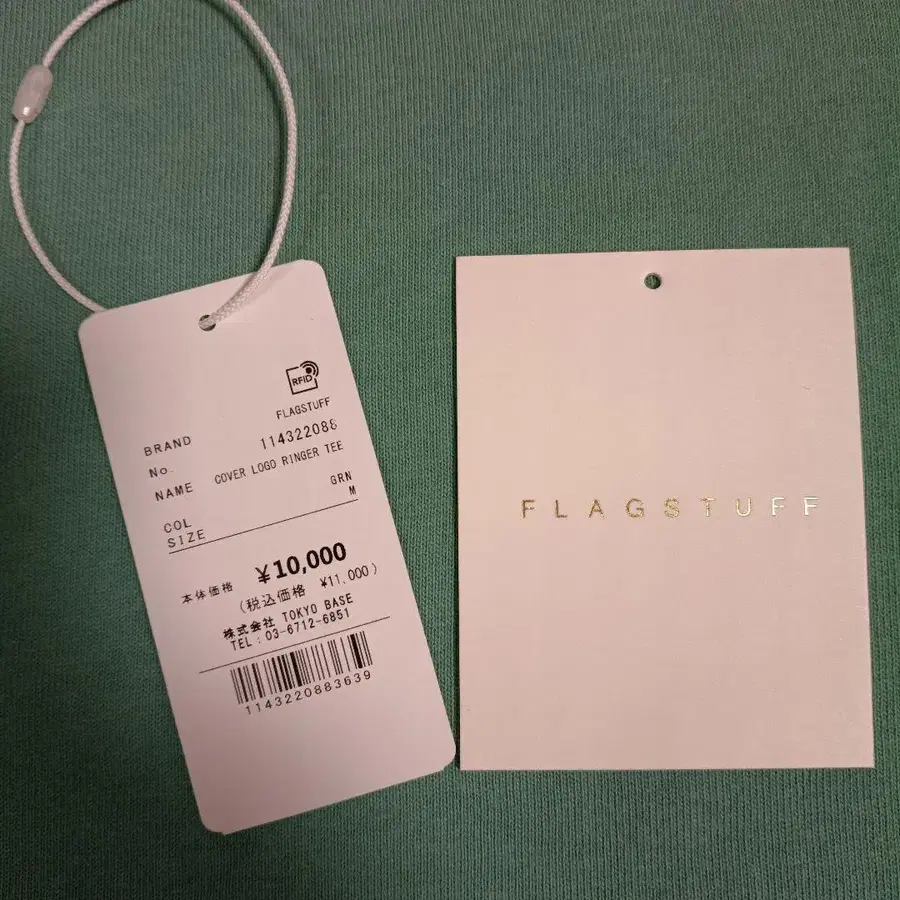 RFID
BRAND FLAGSTUFF
No. 114322088
NAME COVER LOGO RINGER TEE
COL GRN
SIZE M
本体価格 ¥10,000
(税込価格 ¥11,000)
株式会社 TOKYO BASE
TEL:03-6712-6851
1143220883639
FLAGSTUFF